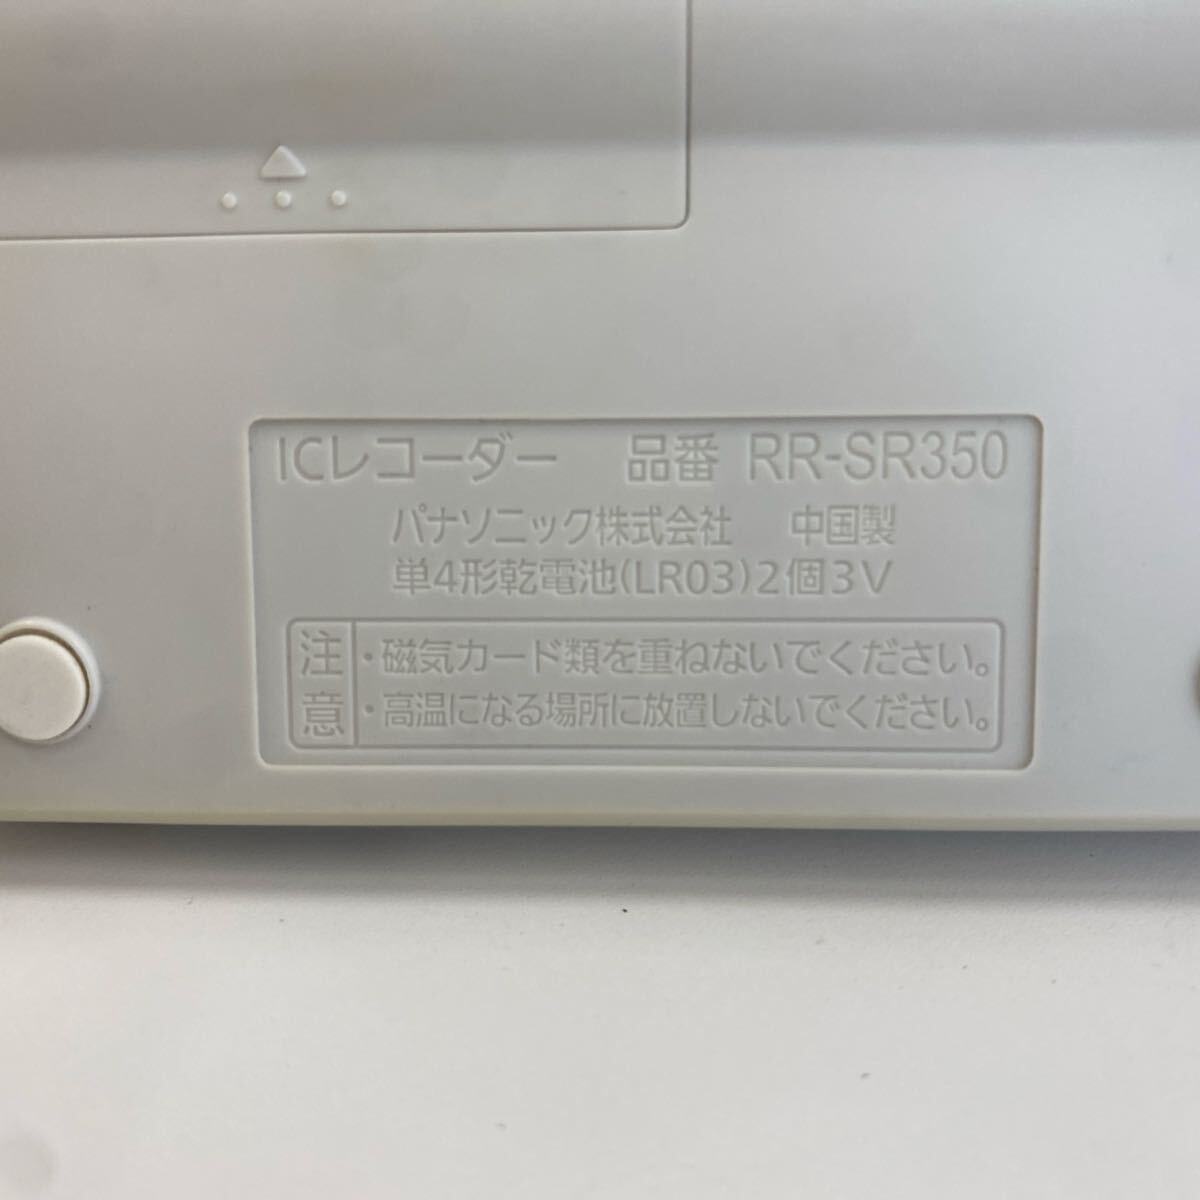 ICレコーダー 品番 RR-SR350
パナソニック株式会社 中国製
単4形乾電池(LR03)2個3V
注意
・磁気カード類を重ねないでください。
・高温になる場所に放置しないでください。